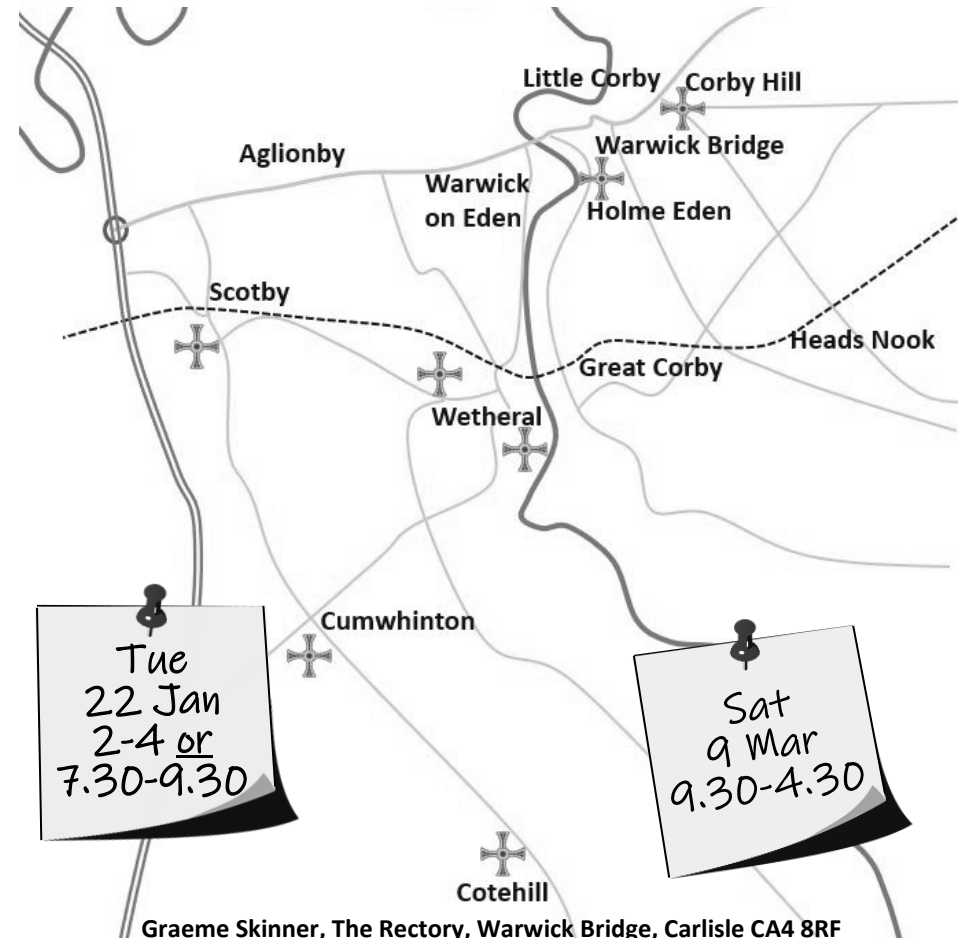 Little Corby
Corby Hill
Aglionby
Warwick Bridge
Warwick
on Eden
Holme Eden
Scotby
Heads Nook
Great Corby
Wetheral
Cumwhinton
Tue
22 Jan
2-4 or
7.30-9.30
Sat
9 Mar
9.30-4.30
Cotehill
Graeme Skinner, The Rectory, Warwick Bridge, Carlisle CA4 8RF